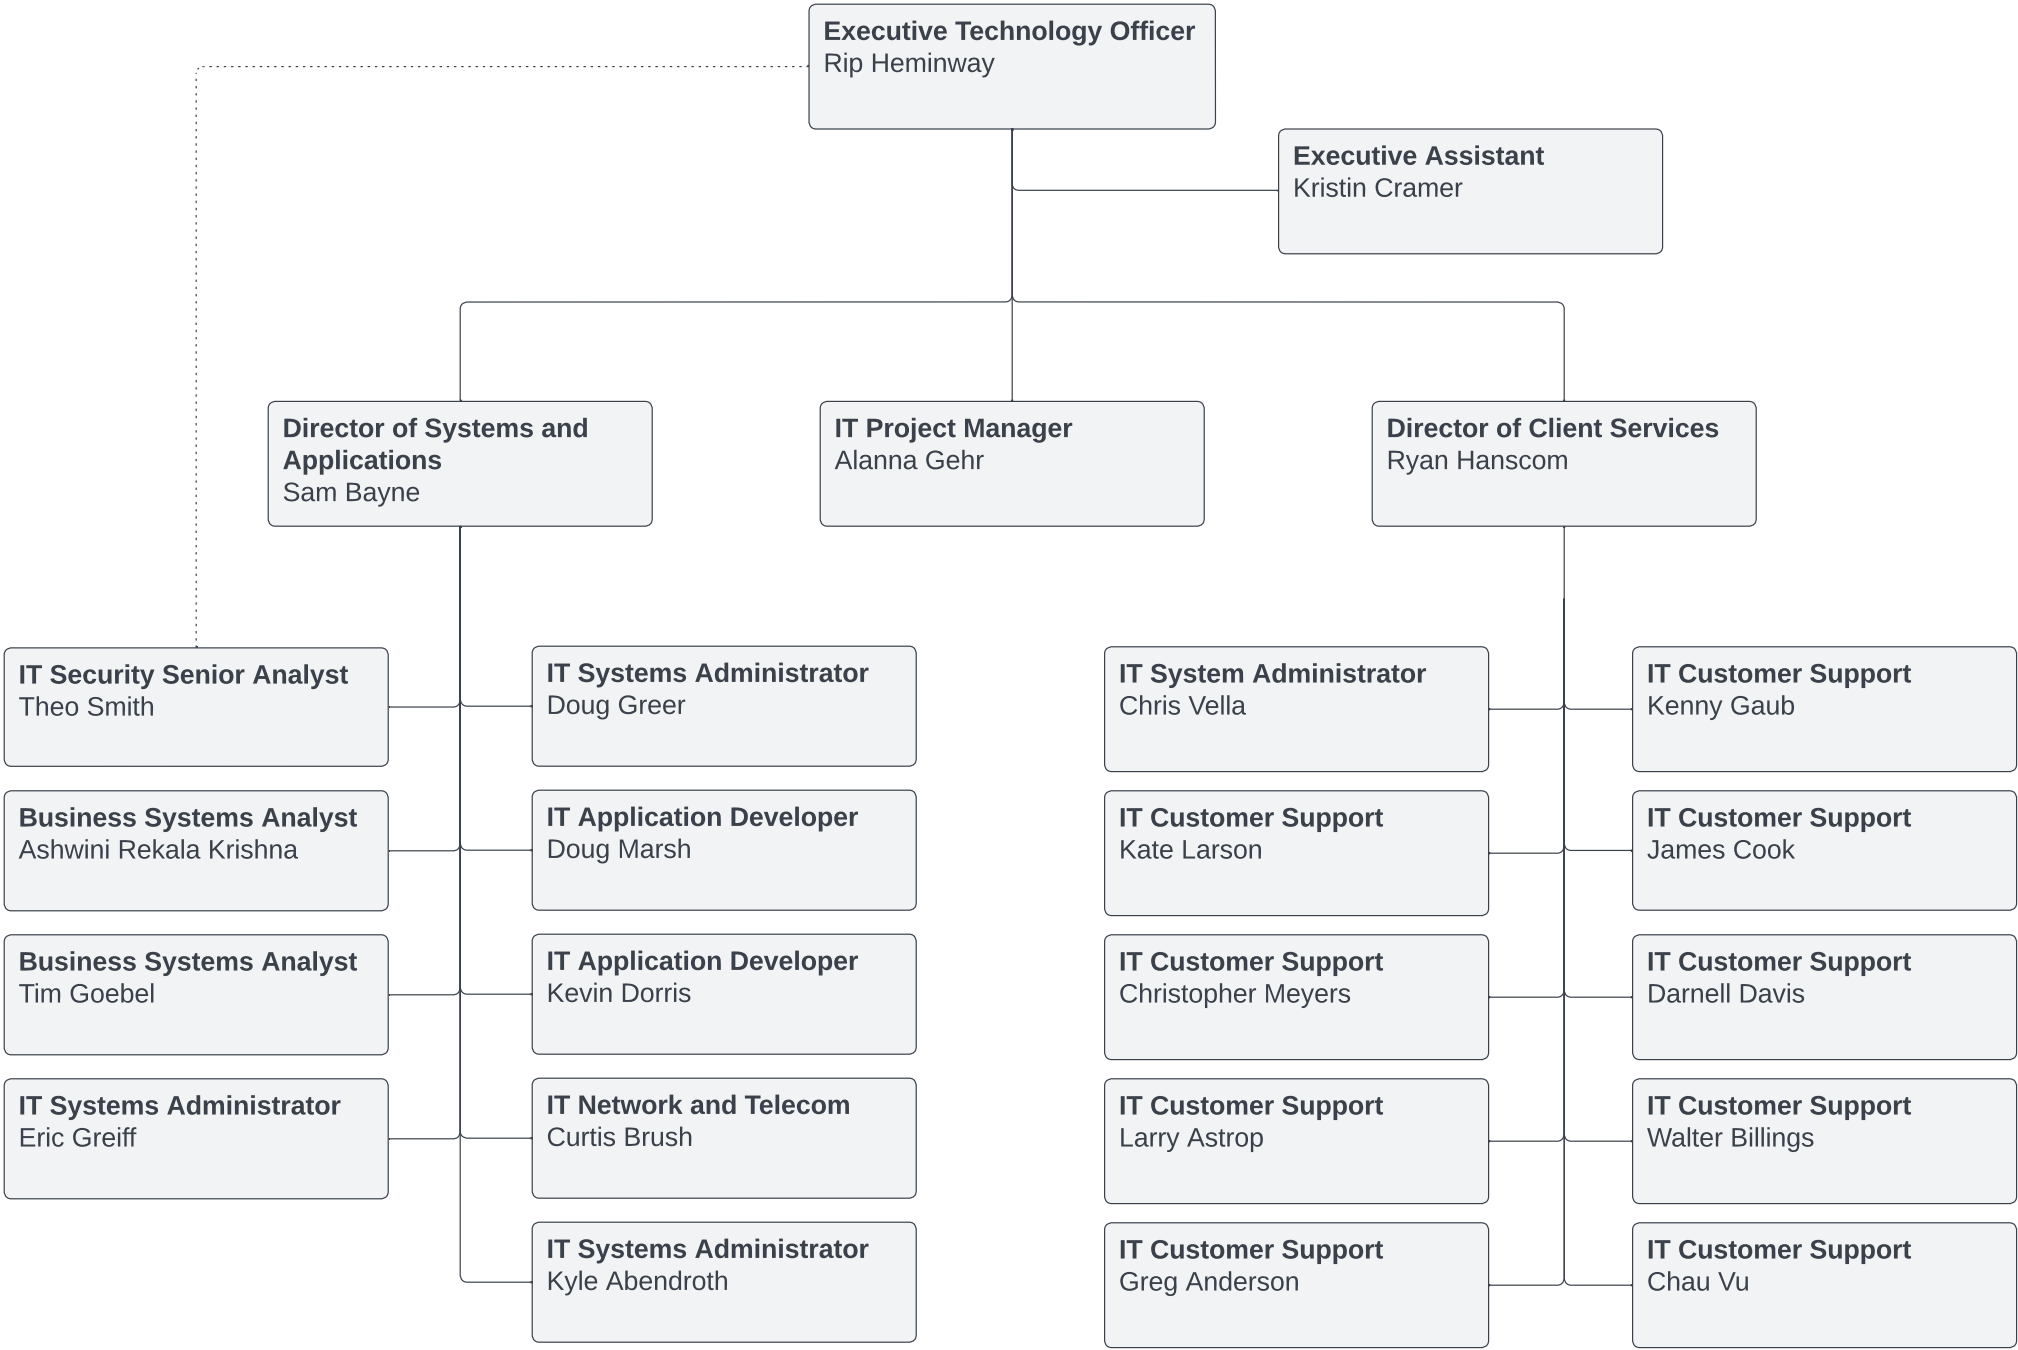 Executive Technology Officer
Rip Heminway
Executive Assistant
Kristin Cramer
Director of Systems and
Applications
Sam Bayne
IT Project Manager
Alanna Gehr
Director of Client Services
Ryan Hanscom
IT Security Senior Analyst
Theo Smith
IT Systems Administrator
Doug Greer
Business Systems Analyst
Ashwini Rekala Krishna
IT Application Developer
Doug Marsh
Business Systems Analyst
Tim Goebel
IT Application Developer
Kevin Dorris
IT Systems Administrator
Eric Greiff
IT Network and Telecom
Curtis Brush
IT Systems Administrator
Kyle Abendroth
IT System Administrator
Chris Vella
IT Customer Support
Kenny Gaub
IT Customer Support
Kate Larson
IT Customer Support
James Cook
IT Customer Support
Christopher Meyers
IT Customer Support
Darnell Davis
IT Customer Support
Larry Astrop
IT Customer Support
Walter Billings
IT Customer Support
Greg Anderson
IT Customer Support
Chau Vu